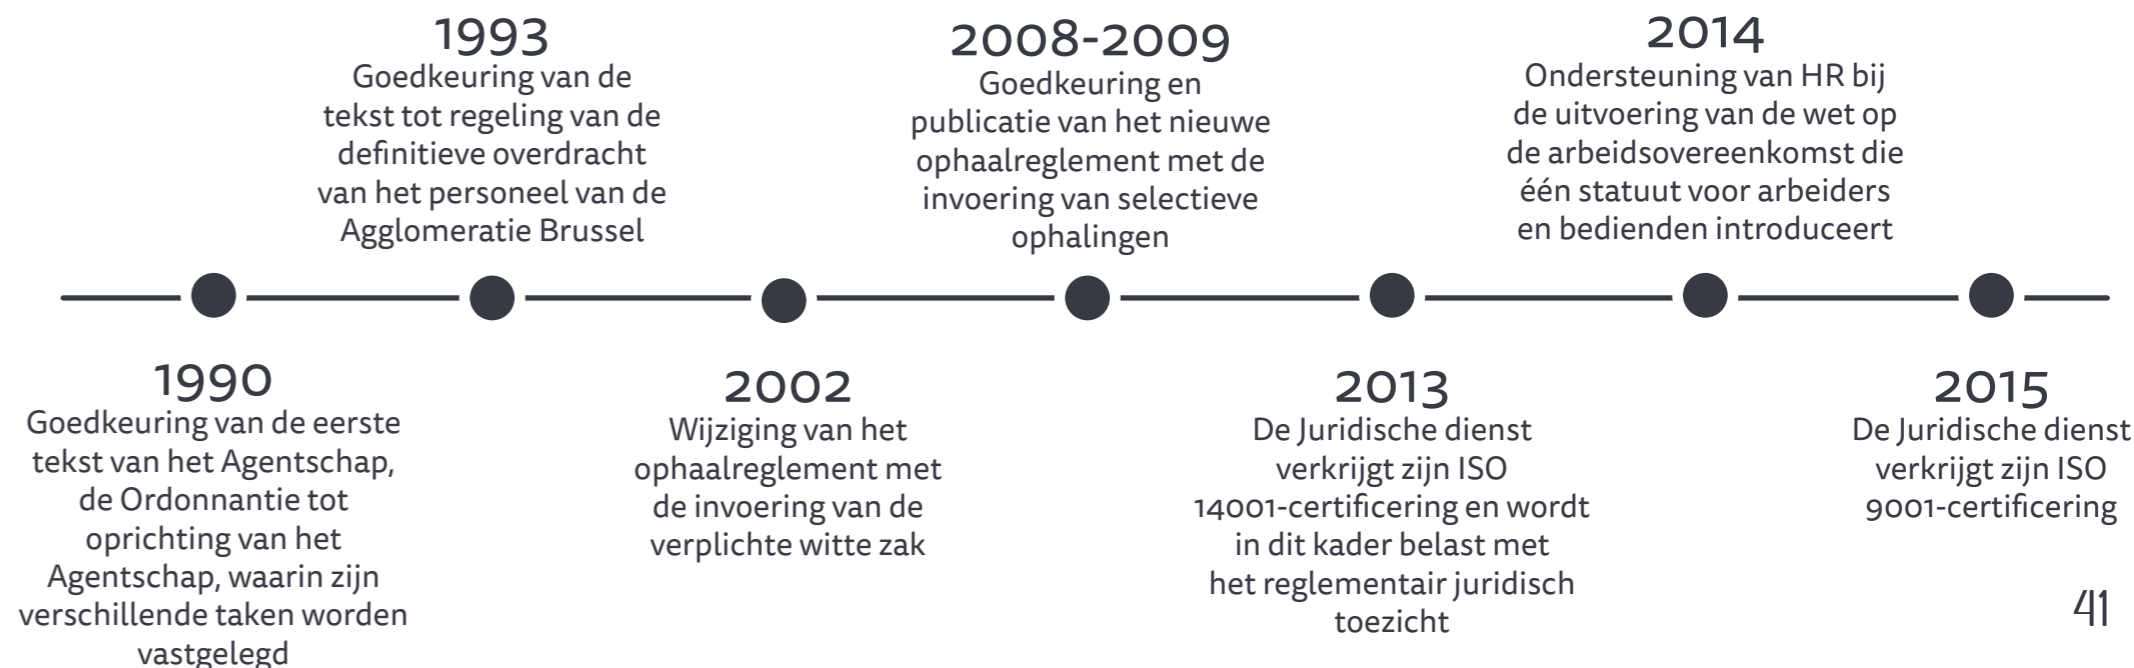 1993
Goedkeuring van de
tekst tot regeling van de
definitieve overdracht
van het personeel van de
Agglomeratie Brussel
2008-2009
Goedkeuring en
publicatie van het nieuwe
ophaalreglement met de
invoering van selectieve
ophalingen
2014
Ondersteuning van HR bij
de uitvoering van de wet op
de arbeidsovereenkomst die
één statuut voor arbeiders
en bedienden introduceert
1990
Goedkeuring van de eerste
tekst van het Agentschap,
de Ordonnantie tot
oprichting van het
Agentschap, waarin zijn
verschillende taken worden
vastgelegd
2002
Wijziging van het
ophaalreglement met
de invoering van de
verplichte witte zak
2013
De Juridische dienst
verkrijgt zijn ISO
14001-certificering en wordt
in dit kader belast met
het reglementair juridisch
toezicht
2015
De Juridische dienst
verkrijgt zijn ISO
9001-certificering
41